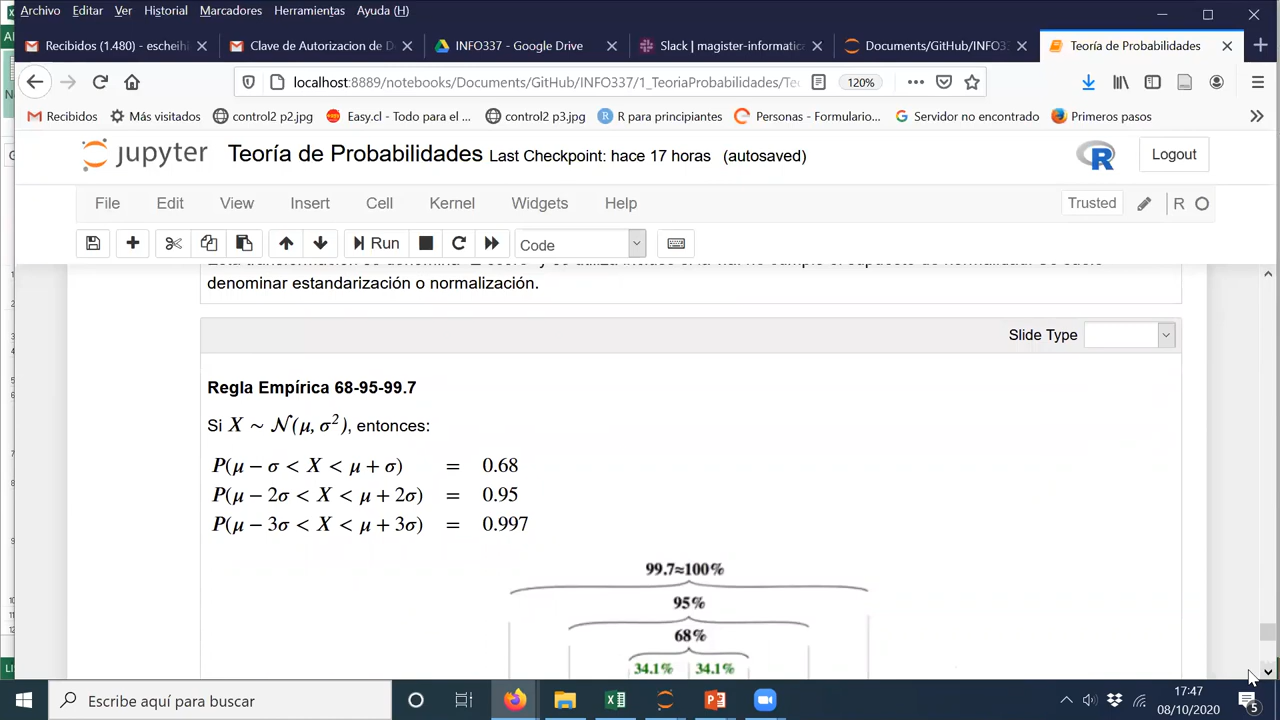 Archivo Editar Ver Historial Marcadores Herramientas Ayuda (H)
Recibidos (1.480) - escheih
Clave de Autorizacion de D
INFO337 - Google Drive
Slack | magister-informatica
Documents/GitHub/INFO33
Teoría de Probabilidades
localhost:8889/notebooks/Documents/GitHub/INFO337/1_TeoriaProbabilidades/Te
120%
Recibidos
Más visitados
control2 p2.jpg
Easy.cl - Todo para el ...
control2 p3.jpg
R para principiantes
Personas - Formulario...
Servidor no encontrado
Primeros pasos
jupyter Teoría de Probabilidades Last Checkpoint: hace 17 horas (autosaved)
R
Logout
File Edit View Insert Cell Kernel Widgets Help
Trusted
R
Run
Code
denominar estandarización o normalización.
Slide Type
Regla Empírica 68-95-99.7
Si X ∼ N(μ, σ²), entonces:
P(μ − σ < X < μ + σ) = 0.68
P(μ − 2σ < X < μ + 2σ) = 0.95
P(μ − 3σ < X < μ + 3σ) = 0.997
99.7≈100%
95%
68%
34.1% 34.1%
Escribe aquí para buscar
17:47
08/10/2020
5